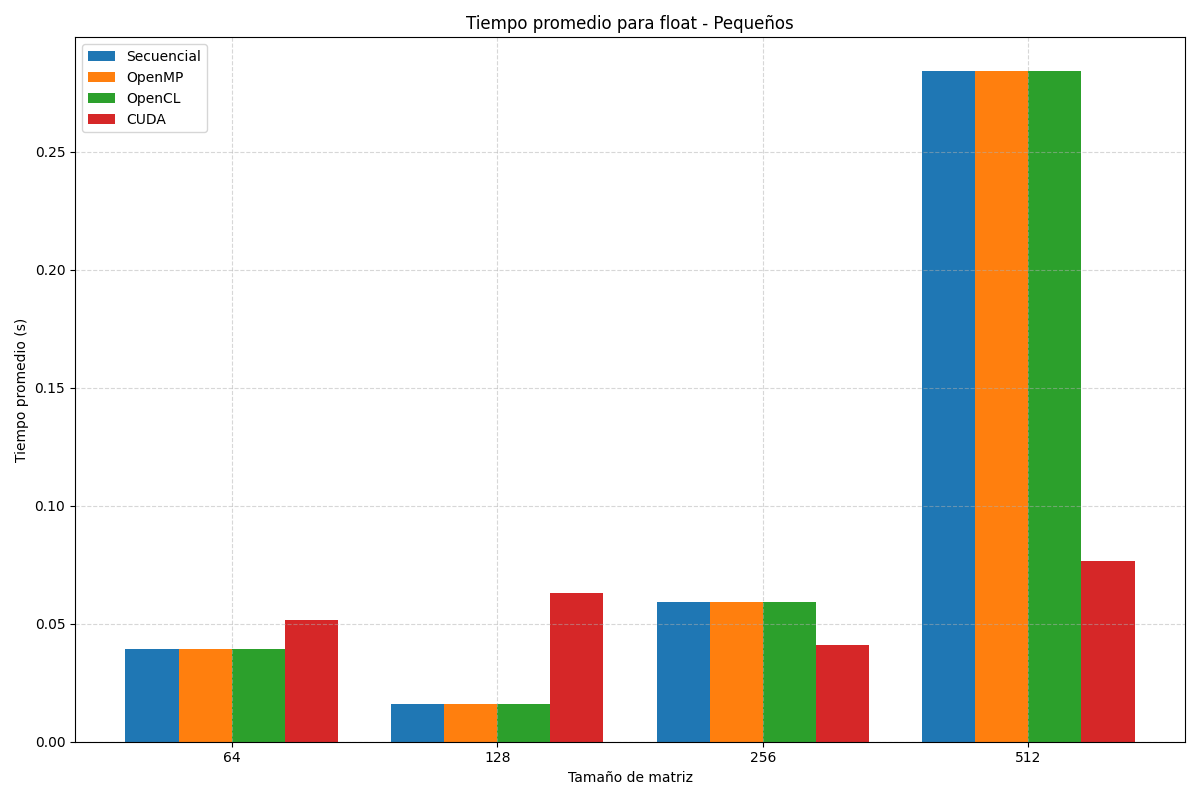 Tiempo promedio para float - Pequeños
Secuencial
OpenMP
OpenCL
CUDA
Tiempo promedio (s)
0.25
0.20
0.15
0.10
0.05
0.00
64
128
256
512
Tamaño de matriz